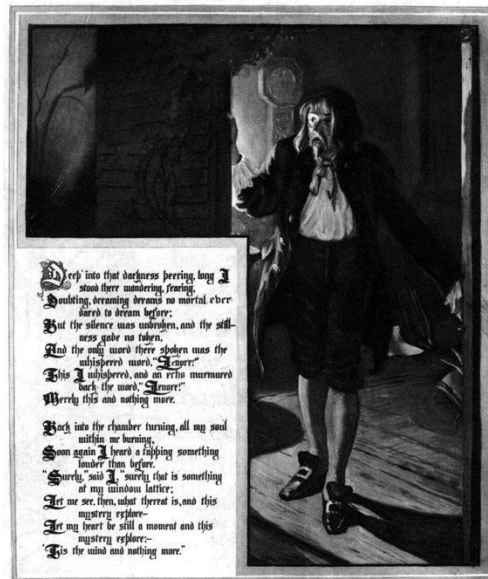 Deep into that darkness peering, long I
stood there wondering, fearing,
Doubting, dreaming dreams no mortal ever
dared to dream before;
But the silence was unbroken, and the still-
ness gave no token,
And the only word there spoken was the
whispered word, "Lenore!"
This I whispered, and an echo murmured
back the word, "Lenore!"
Merely this and nothing more.
Back into the chamber turning, all my soul
within me burning,
Soon again I heard a tapping something
louder than before.
"Surely," said I, "surely that is something
at my window lattice;
Let me see, then, what thereat is, and this
mystery explore—
Let my heart be still a moment and this
mystery explore;—
'Tis the wind and nothing more."